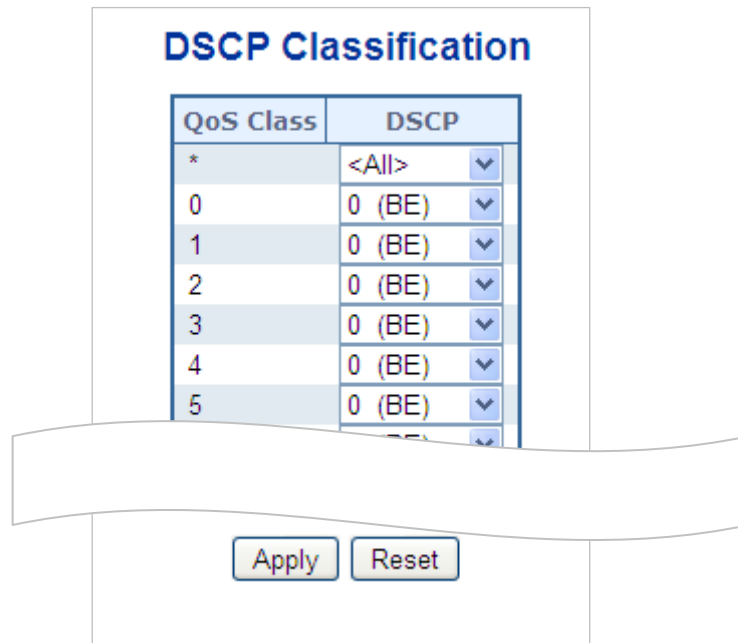 DSCP Classification
QoS Class DSCP
* <All>
0 0 (BE)
1 0 (BE)
2 0 (BE)
3 0 (BE)
4 0 (BE)
5 0 (BE)
Apply Reset